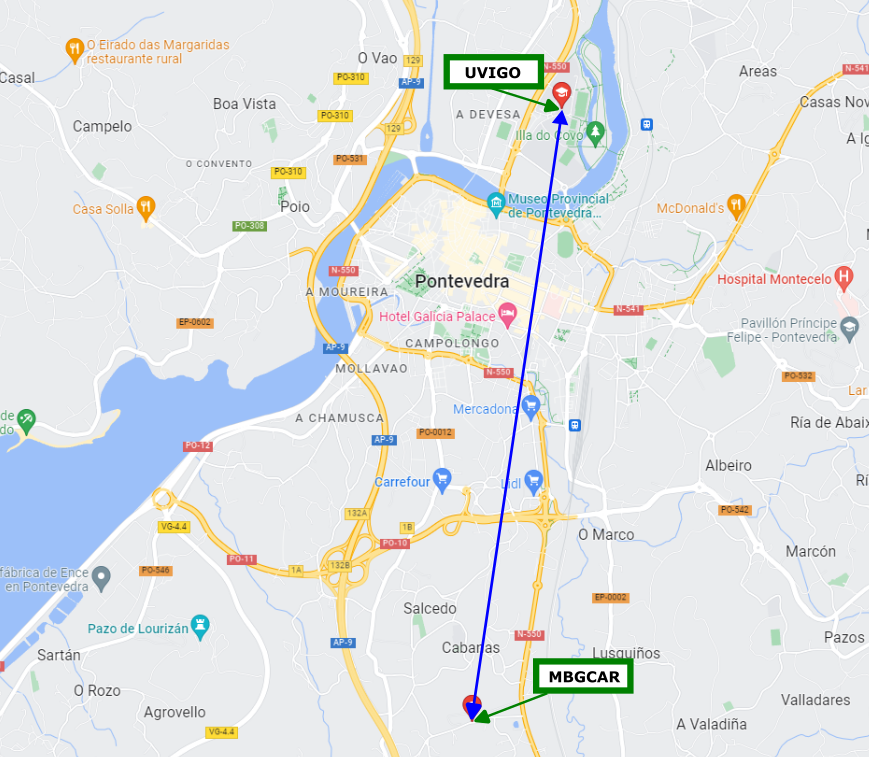 O Eirado das Margaridas
restaurante rural
Casal
O Vao
129
PO-310
AP-9
UVIGO
N-550
Areas
N-541
Boa Vista
PO-310
Casas Nov
Campelo
129
A DEVESA
Illa do Covo
A Ig
O CONVENTO
PO-531
PO-310
Casa Solla
Poio
PO-308
Museo Provincial
de Pontevedra...
McDonald's
N-550
Pontevedra
Hospital Montecelo
A MOUREIRA
Hotel Galicia Palace
N-541
EP-0602
Pavillón Príncipe
Felipe - Pontevedra
CAMPOLONGO
AP-9
MOLLAVAO
N-550
PO-532
Lar
de
do
A CHAMUSCA
Mercadona
Ría de Abaix
PO-12
AP-9
PO-0012
Albeiro
Carrefour
Lidl
Rí
132A
PO-542
VG-4.4
1B
O Marco
PO-10
Marcón
PO-11
1A
132B
fábrica de Ence
en Pontevedra
PO-546
EP-0002
Salcedo
Pazo de Lourizán
N-550
Pazos
AP-9
Cabanas
Lusquiños
Sartán
MBGCAR
O Rozo
Valladares
Agrovello
A Valadiña
VG-4.4